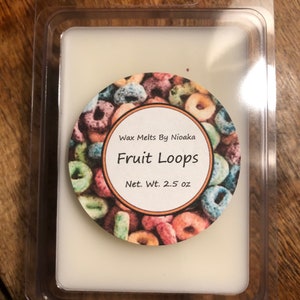 Wax Melts By Nioaka
Fruit Loops
Net. Wt. 2.5 oz